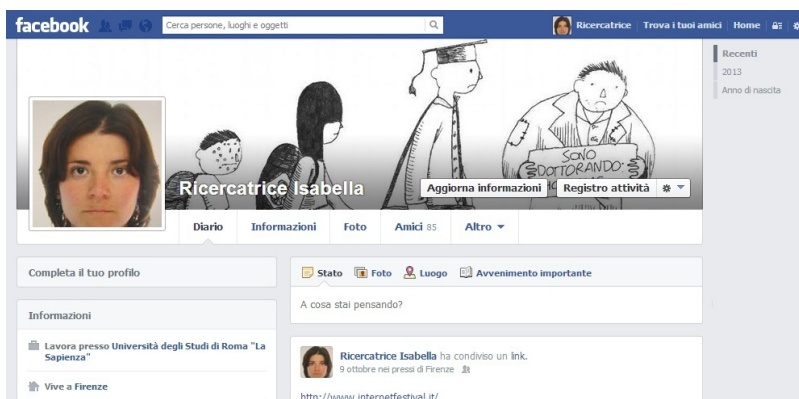 facebook
Cerca persone, luoghi e oggetti
Ricercatrice
Trova i tuoi amici
Home
Recenti
2013
Anno di nascita
SONO
DOTTORANDO:
Ricercatrice Isabella
Aggiorna informazioni
Registro attività
Diario
Informazioni
Foto
Amici 85
Altro
Completa il tuo profilo
Informazioni
Lavora presso Università degli Studi di Roma "La
Sapienza"
Vive a Firenze
Stato
Foto
Luogo
Avvenimento importante
A cosa stai pensando?
Ricercatrice Isabella ha condiviso un link.
9 ottobre nei pressi di Firenze
http://www.internetfestival.it/